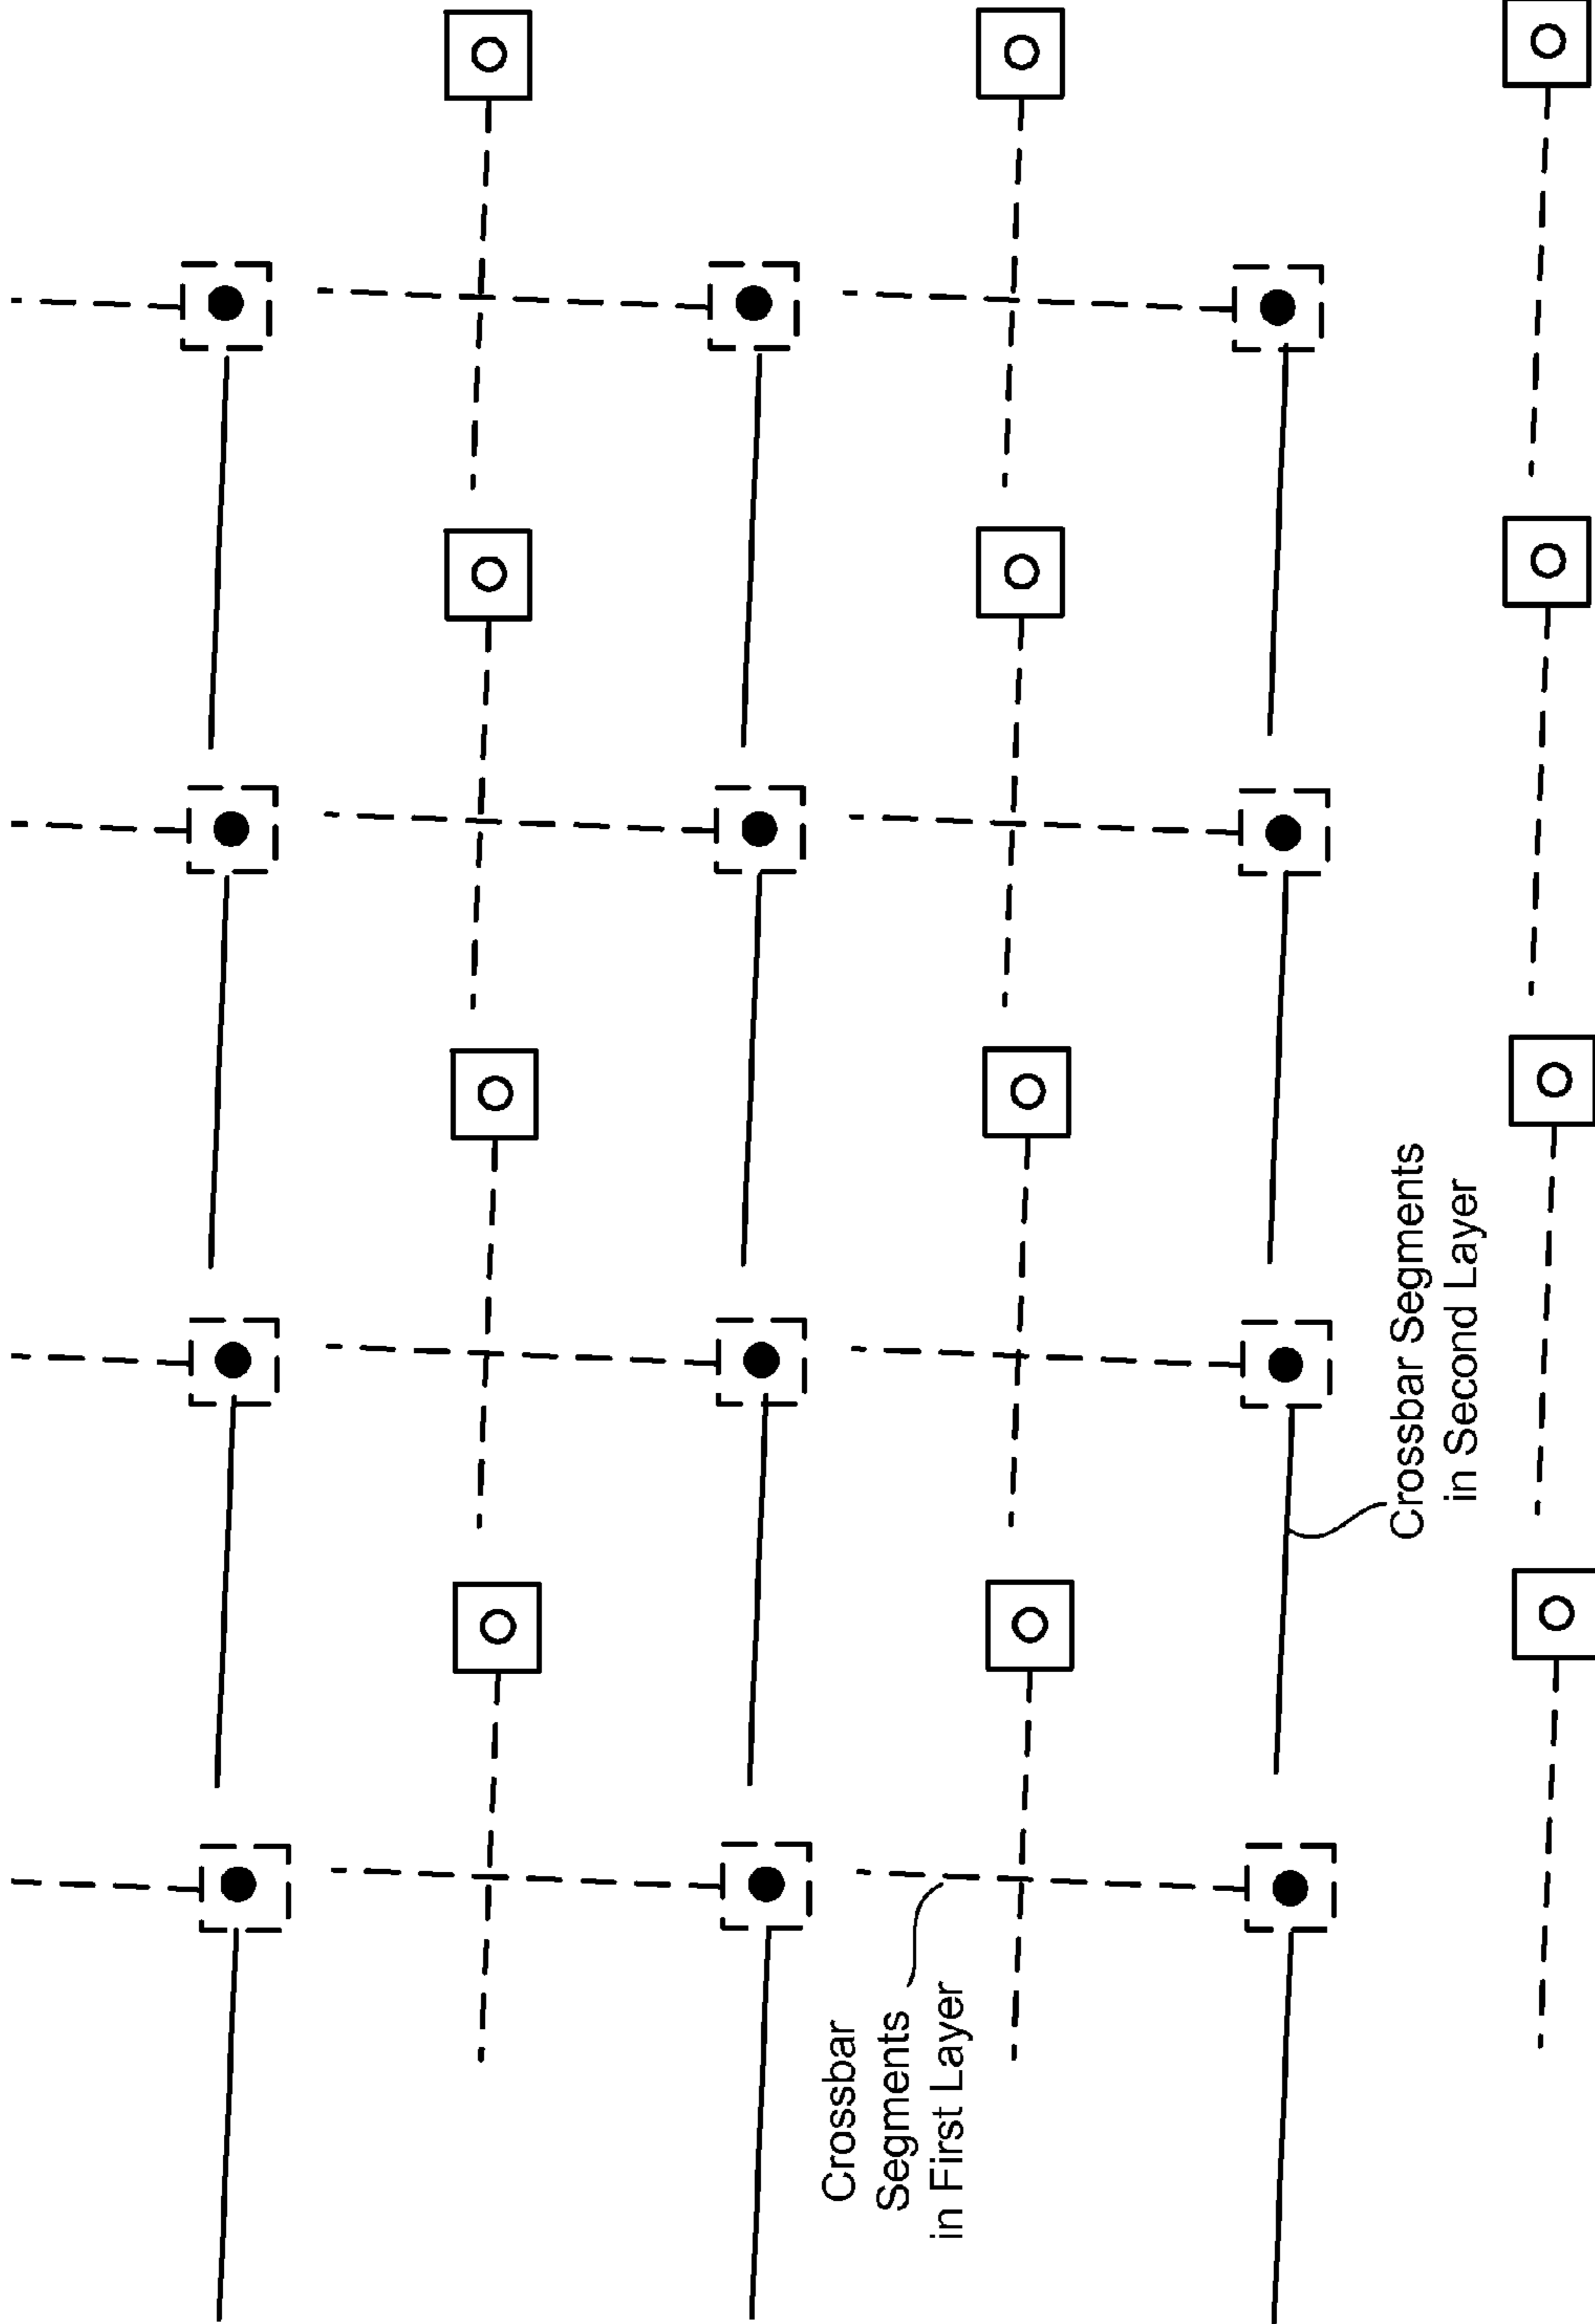 Crossbar
Segments
in First Layer
Crossbar Segments
in Second Layer